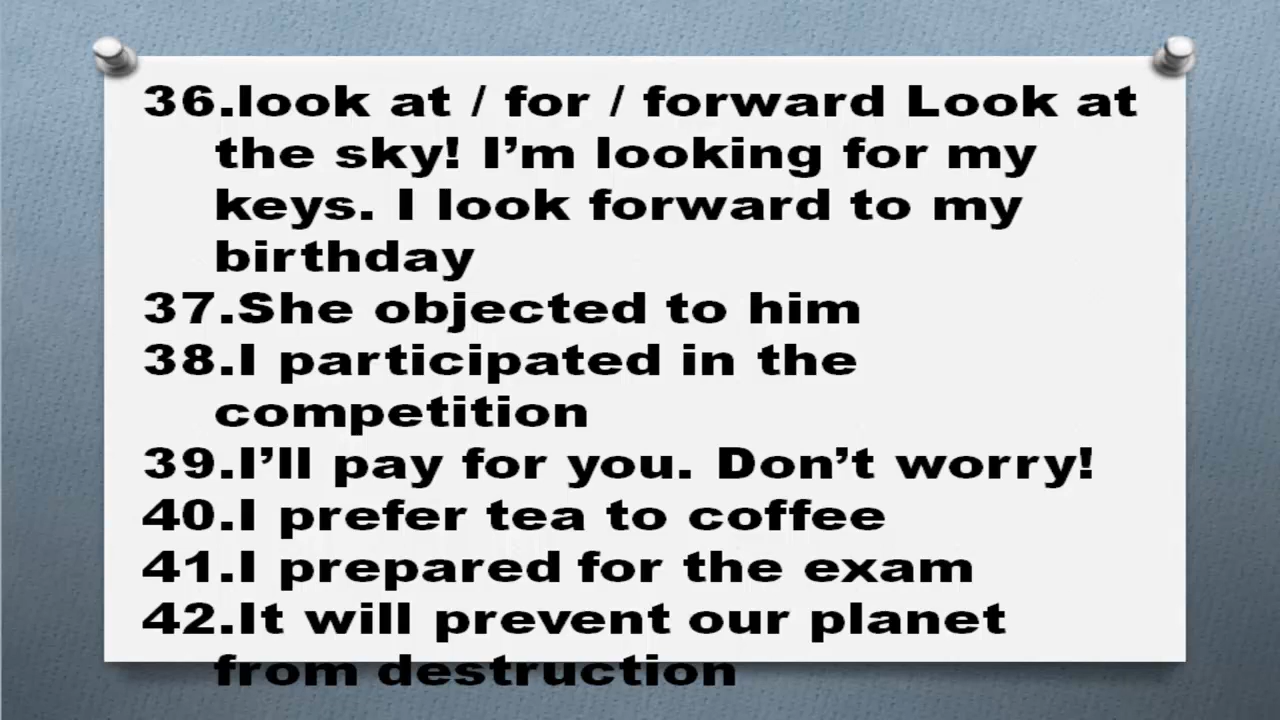 36.look at / for / forward Look at
the sky! I’m looking for my
keys. I look forward to my
birthday
37.She objected to him
38.I participated in the
competition
39.I’ll pay for you. Don’t worry!
40.I prefer tea to coffee
41.I prepared for the exam
42.It will prevent our planet
from destruction